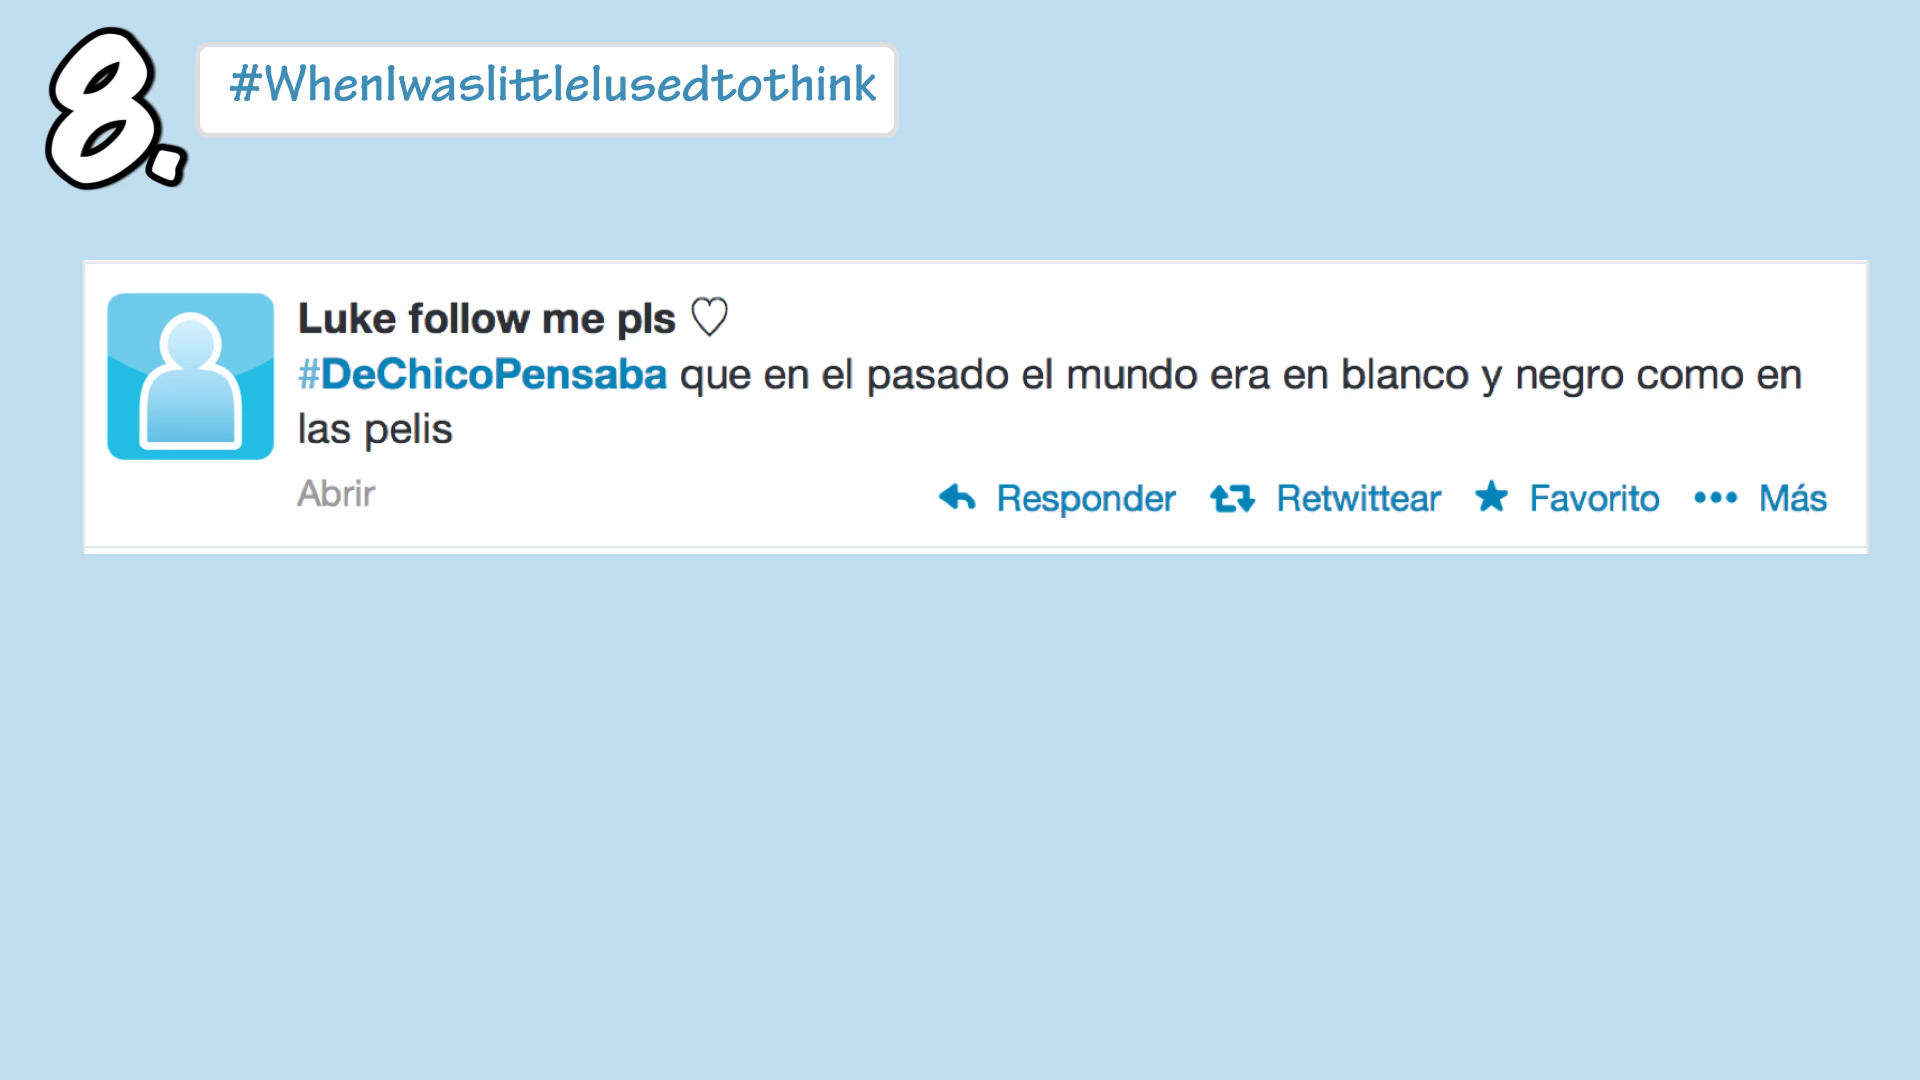 8.
#WhenIwaslittleIusedtothink
Luke follow me pls ♡
#DeChicoPensaba que en el pasado el mundo era en blanco y negro como en
las pelis
Abrir
Responder Retwittear Favorito ••• Más